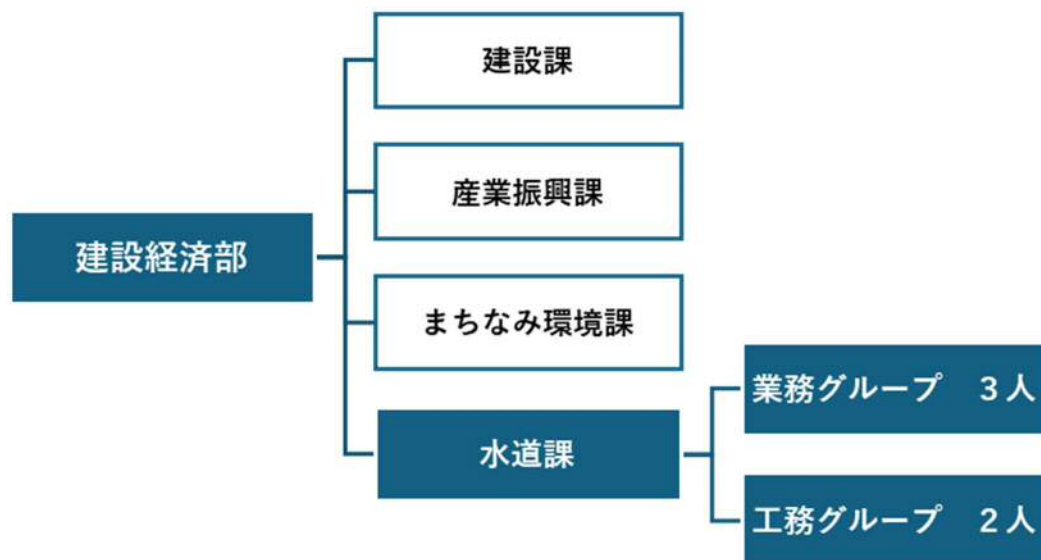 建設課
産業振興課
建設経済部
まちなみ環境課
業務グループ　３人
水道課
工務グループ　２人